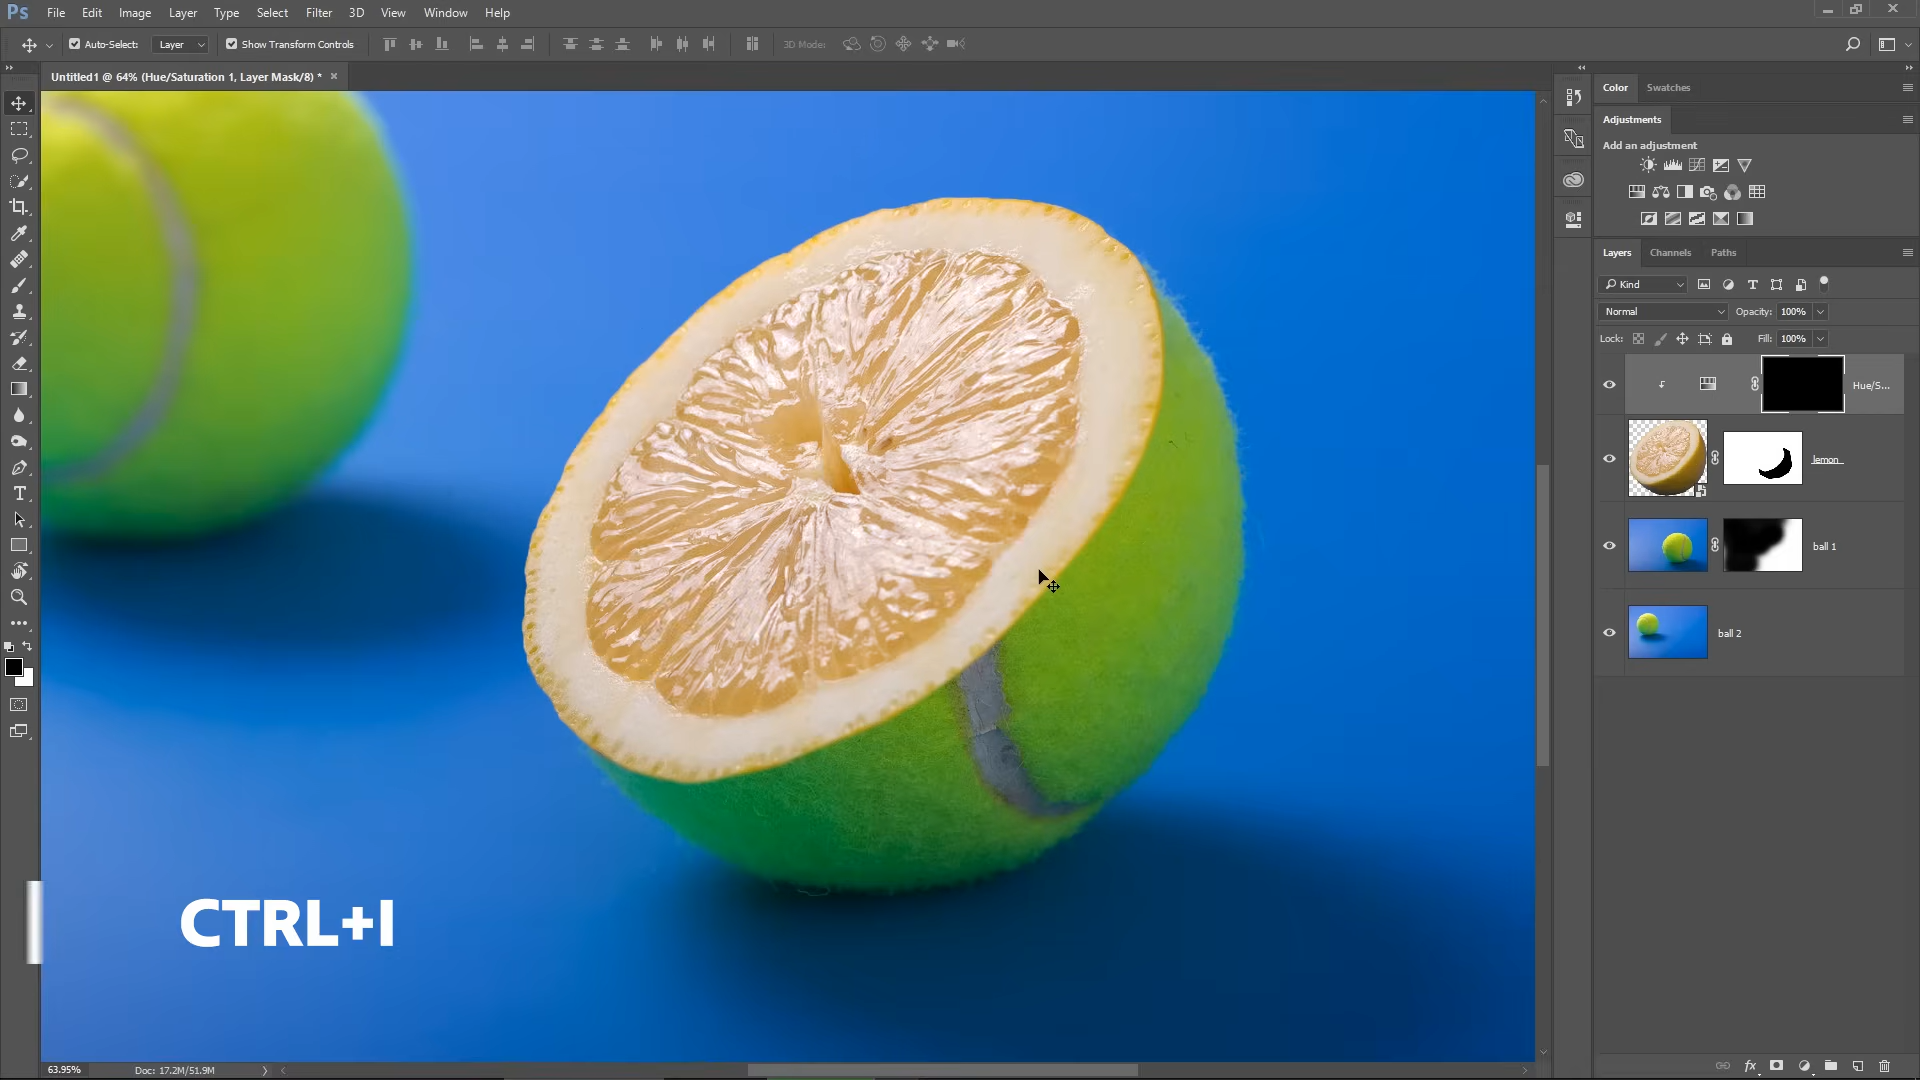 Ps File Edit Image Layer Type Select Filter 3D View Window Help
Auto-Select: Layer Show Transform Controls 3D Mode:
Untitled1 @ 64% (Hue/Saturation 1, Layer Mask/8) * ×
Color Swatches
Adjustments
Add an adjustment
Layers Channels Paths
Kind
Normal Opacity: 100%
Lock: Fill: 100%
Hue/S...
lemon
ball 1
ball 2
CTRL+I
63.95% Doc: 17.2M/51.9M